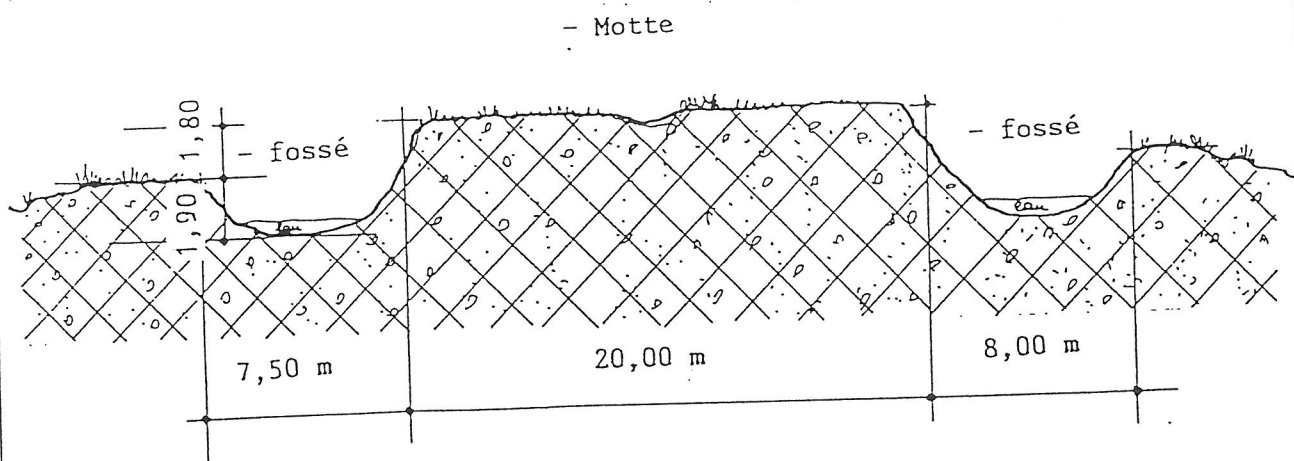 - Motte
1,80
- fossé
- fossé
1,90
eau
eau
7,50 m
20,00 m
8,00 m